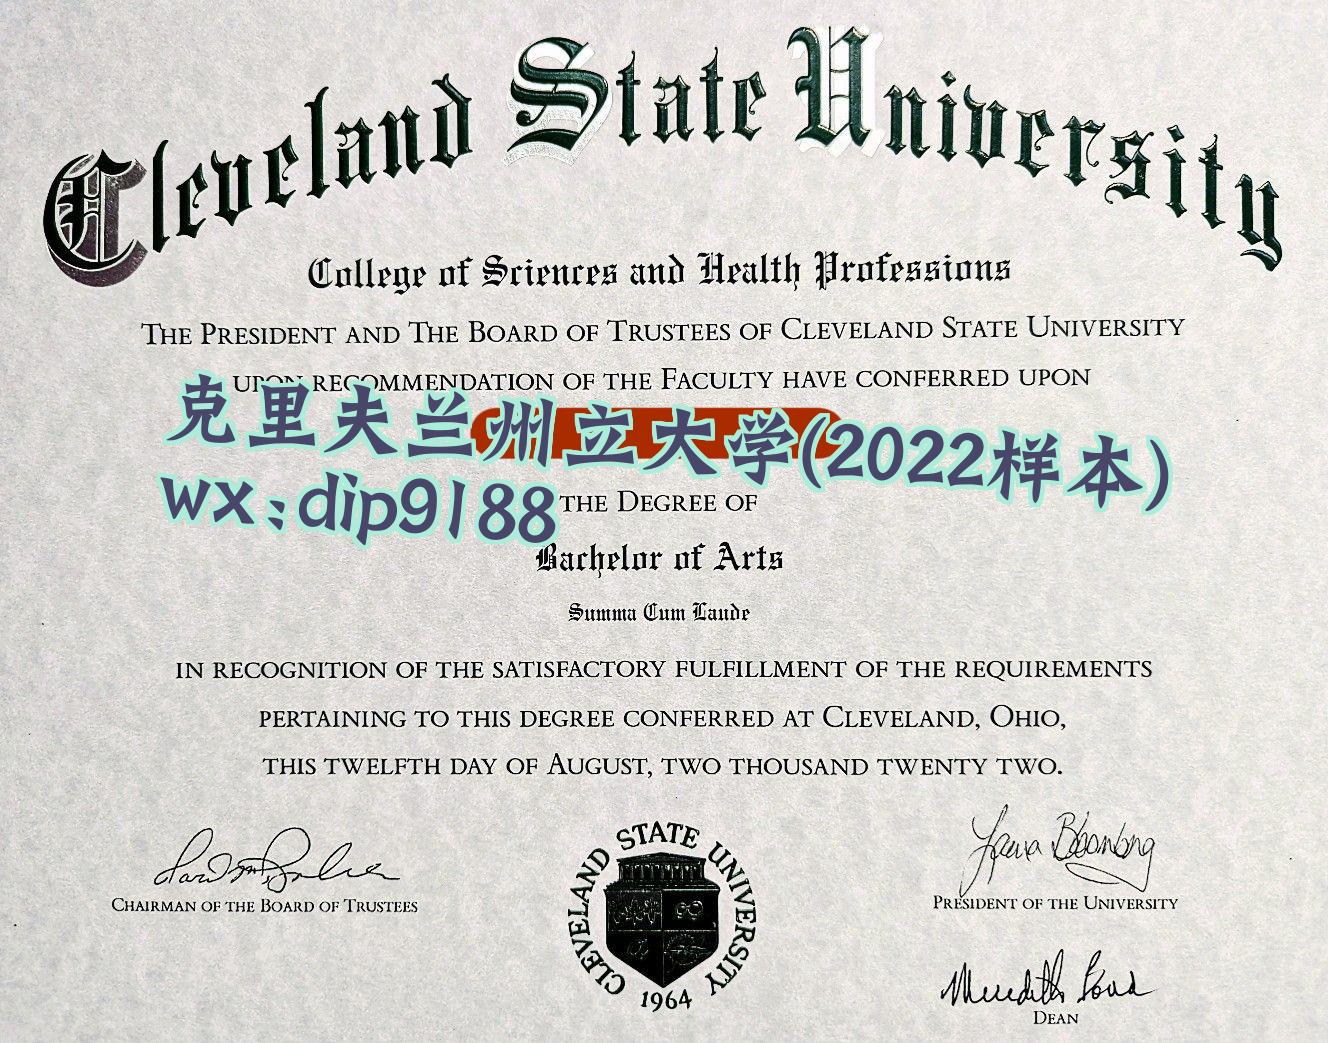 Cleveland State University
College of Sciences and Health Professions
THE PRESIDENT AND THE BOARD OF TRUSTEES OF CLEVELAND STATE UNIVERSITY
UPON RECOMMENDATION OF THE FACULTY HAVE CONFERRED UPON
克里夫兰州立大学(2022样本)
wx:dip9188
THE DEGREE OF
Bachelor of Arts
Summa Cum Laude
IN RECOGNITION OF THE SATISFACTORY FULFILLMENT OF THE REQUIREMENTS
PERTAINING TO THIS DEGREE CONFERRED AT CLEVELAND, OHIO,
THIS TWELFTH DAY OF AUGUST, TWO THOUSAND TWENTY TWO.
CHAIRMAN OF THE BOARD OF TRUSTEES
CLEVELAND STATE UNIVERSITY
1964
Laura Bloomberg
PRESIDENT OF THE UNIVERSITY
Meredith Bond
DEAN